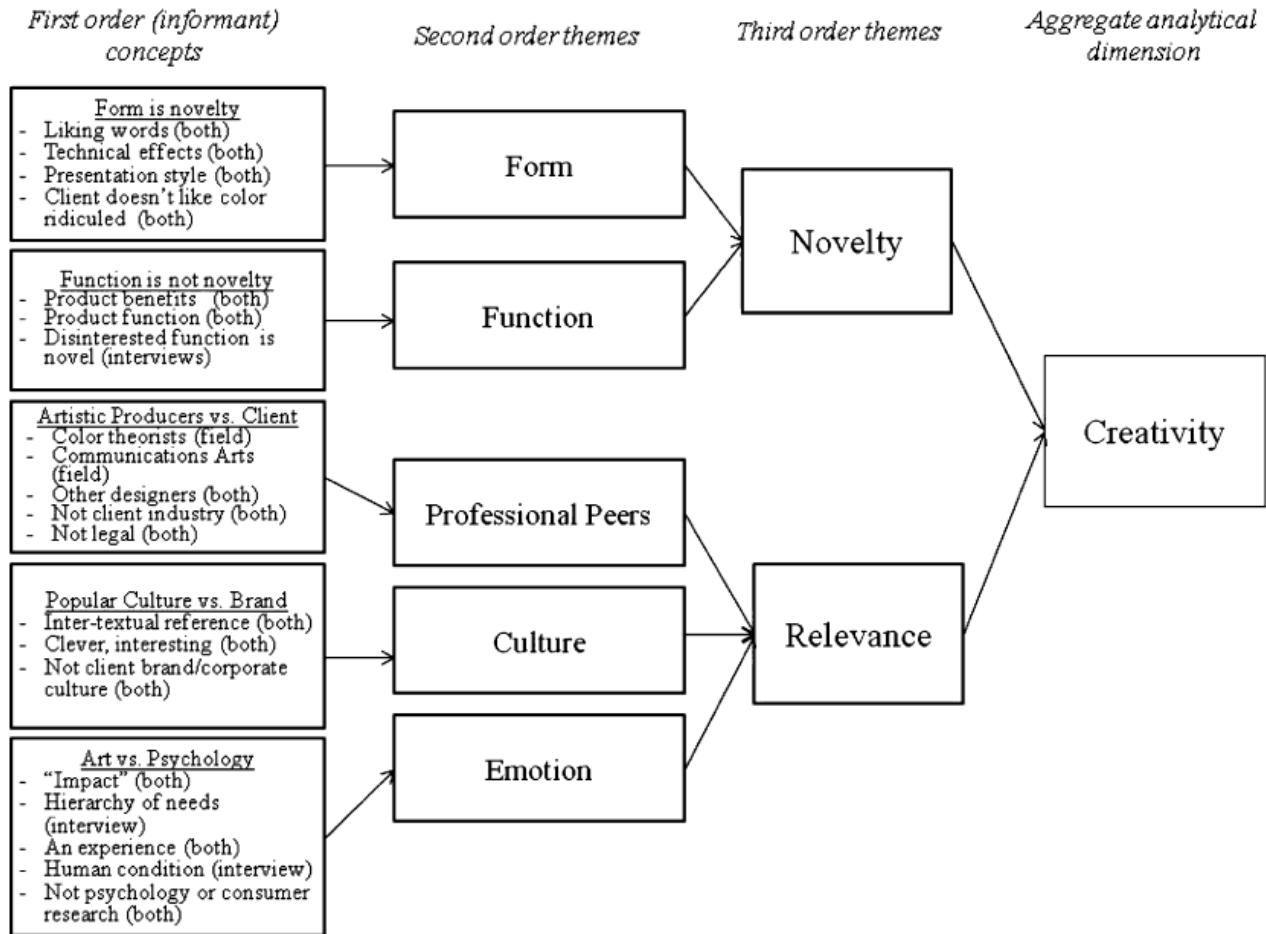 First order (informant)
concepts
Second order themes
Third order themes
Aggregate analytical
dimension
Form is novelty
- Liking words (both)
- Technical effects (both)
- Presentation style (both)
- Client doesn't like color
ridiculed (both)
Form
Function is not novelty
- Product benefits (both)
- Product function (both)
- Disinterested function is
novel (interviews)
Function
Novelty
Artistic Producers vs. Client
- Color theorists (field)
- Communications Arts
(field)
- Other designers (both)
- Not client industry (both)
- Not legal (both)
Professional Peers
Popular Culture vs. Brand
- Inter-textual reference (both)
- Clever, interesting (both)
- Not client brand/corporate
culture (both)
Culture
Art vs. Psychology
- “Impact” (both)
- Hierarchy of needs
(interview)
- An experience (both)
- Human condition (interview)
- Not psychology or consumer
research (both)
Emotion
Relevance
Creativity